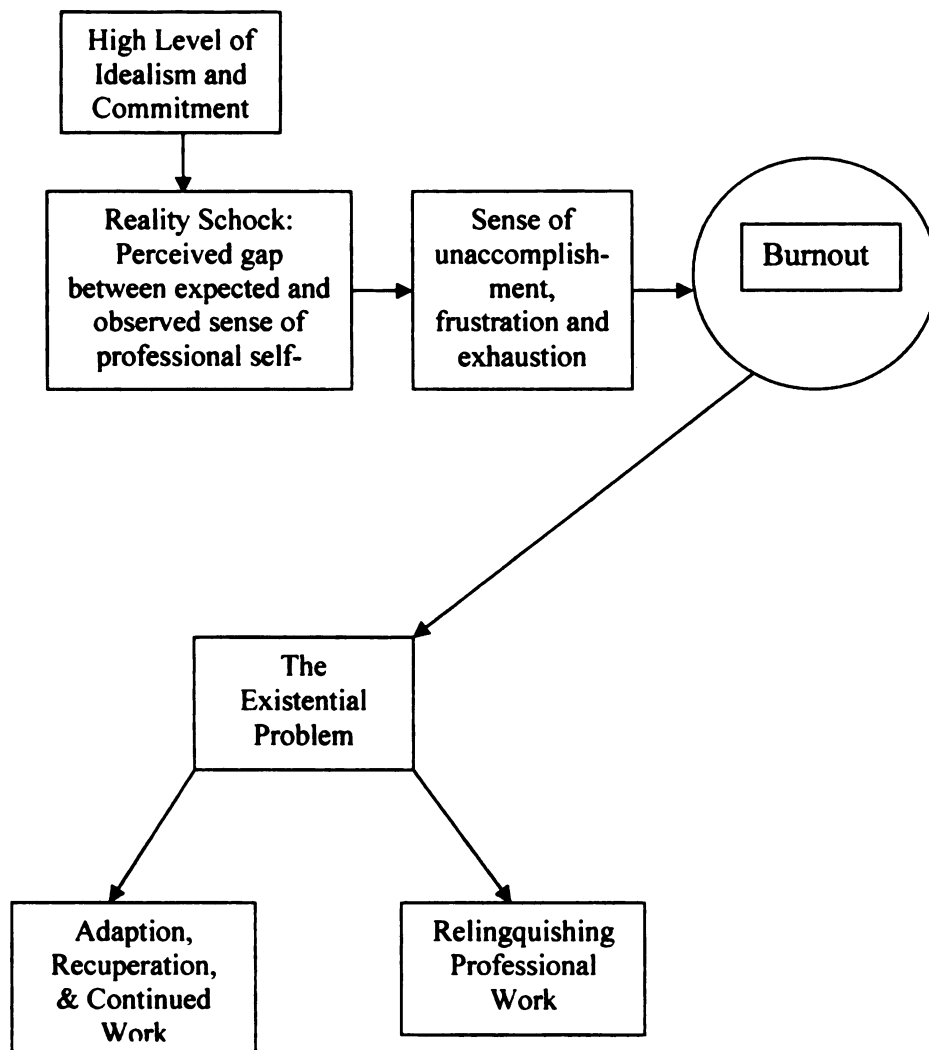 High Level of
Idealism and
Commitment
Reality Schock:
Perceived gap
between expected and
observed sense of
professional self-
Sense of
unaccomplish-
ment,
frustration and
exhaustion
Burnout
The
Existential
Problem
Adaption,
Recuperation,
& Continued
Work
Relingquishing
Professional
Work